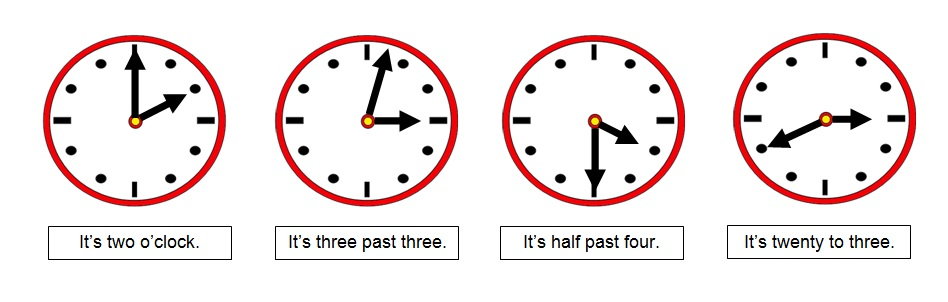 It's two o'clock.
It's three past three.
It's half past four.
It's twenty to three.